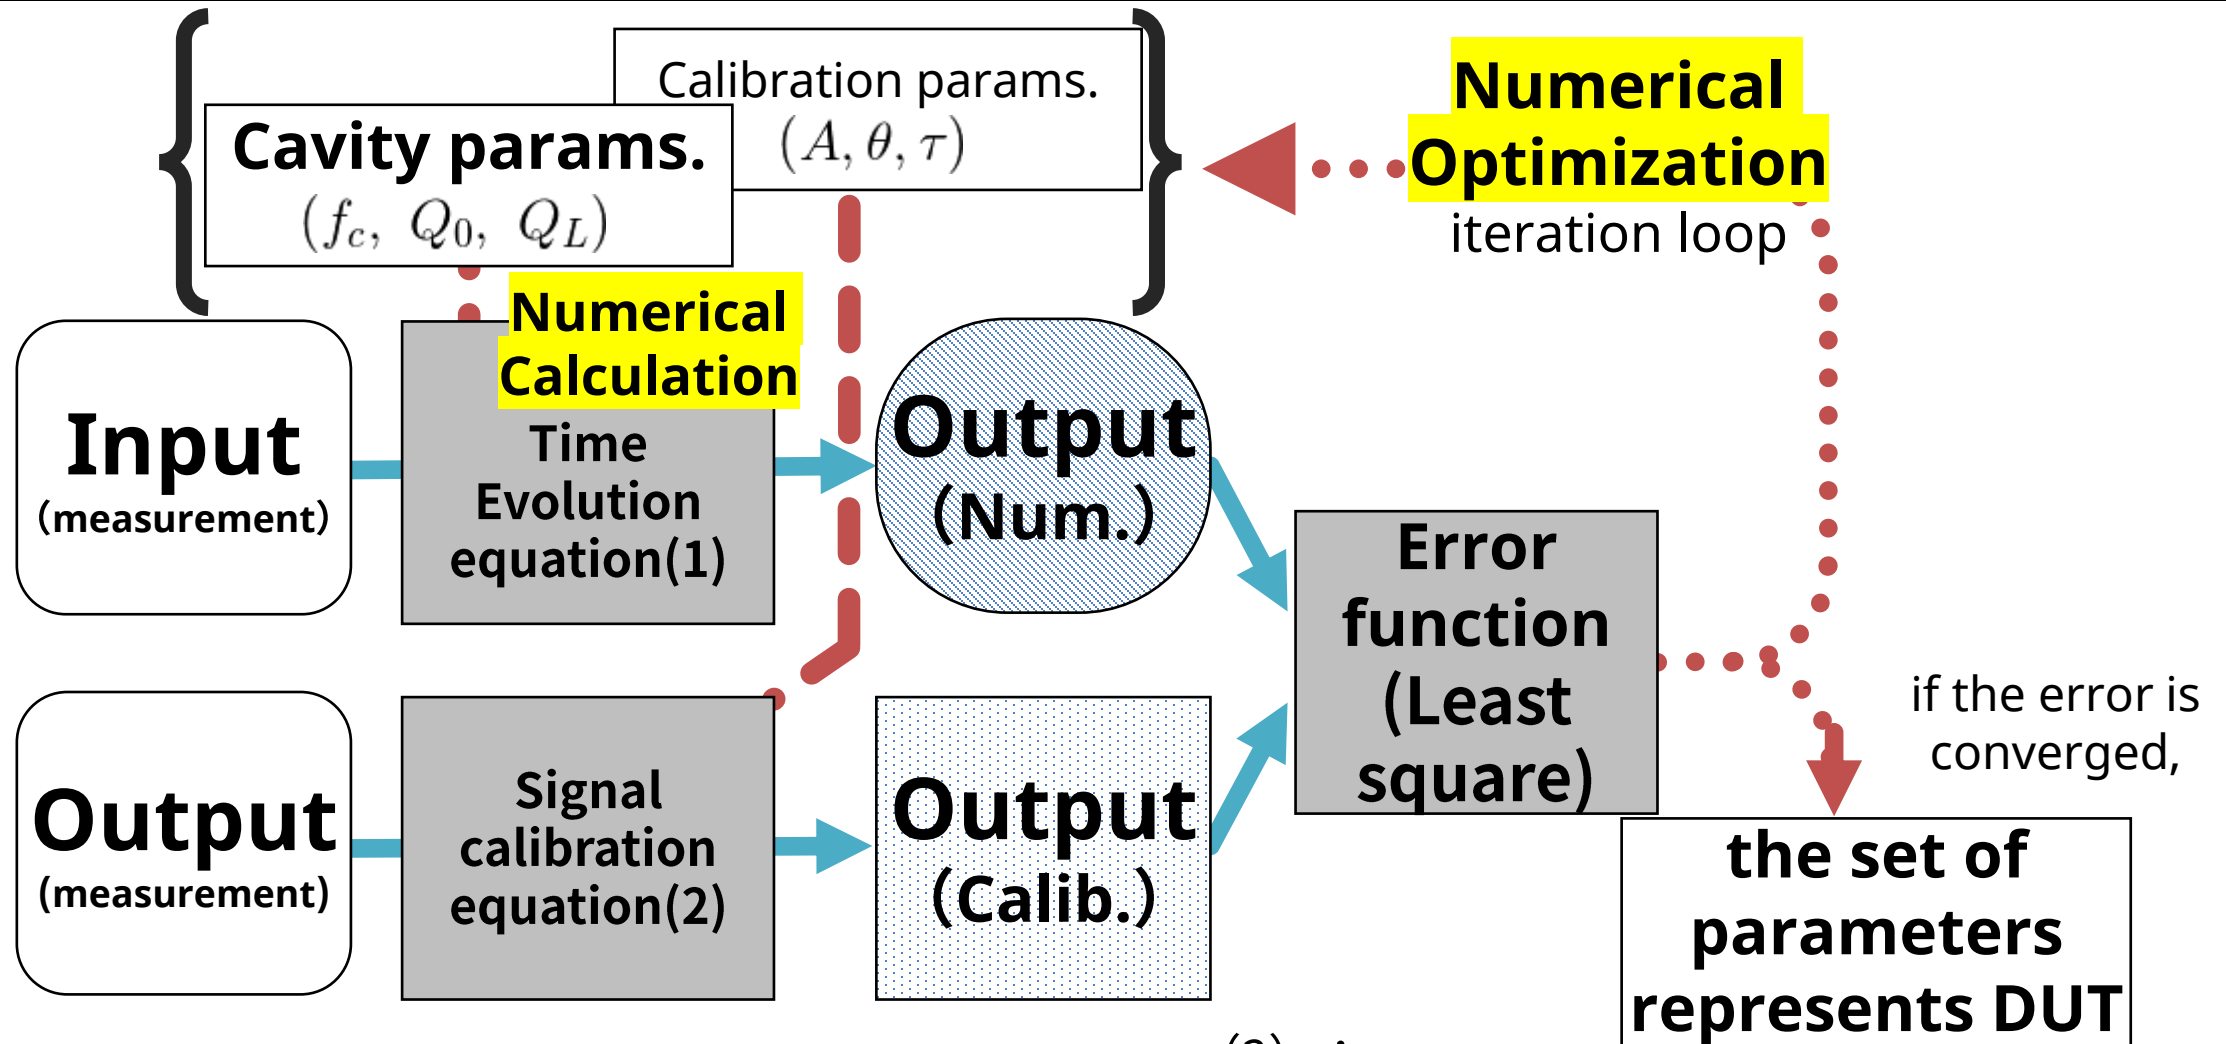 Calibration params.
(A, θ, τ)
Cavity params.
(f_c, Q_0, Q_L)
Numerical
Optimization
iteration loop
Numerical
Calculation
Input
(measurement)
Time
Evolution
equation(1)
Output
(Num.)
Error
function
(Least
square)
Output
(measurement)
Signal
calibration
equation(2)
Output
(Calib.)
if the error is
converged,
the set of
parameters
represents DUT